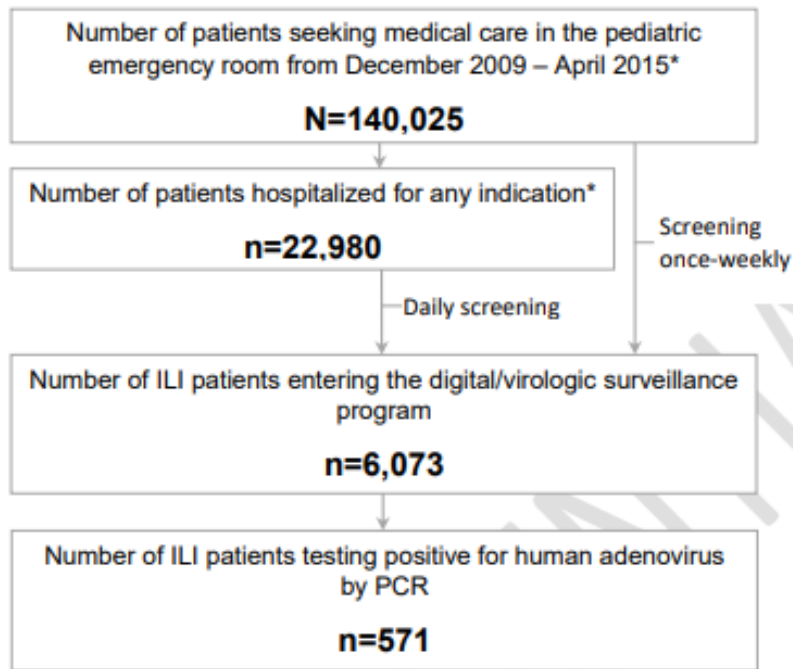 Number of patients seeking medical care in the pediatric
emergency room from December 2009 – April 2015*
N=140,025
Number of patients hospitalized for any indication*
n=22,980
Screening
once-weekly
Daily screening
Number of ILI patients entering the digital/virologic surveillance
program
n=6,073
Number of ILI patients testing positive for human adenovirus
by PCR
n=571